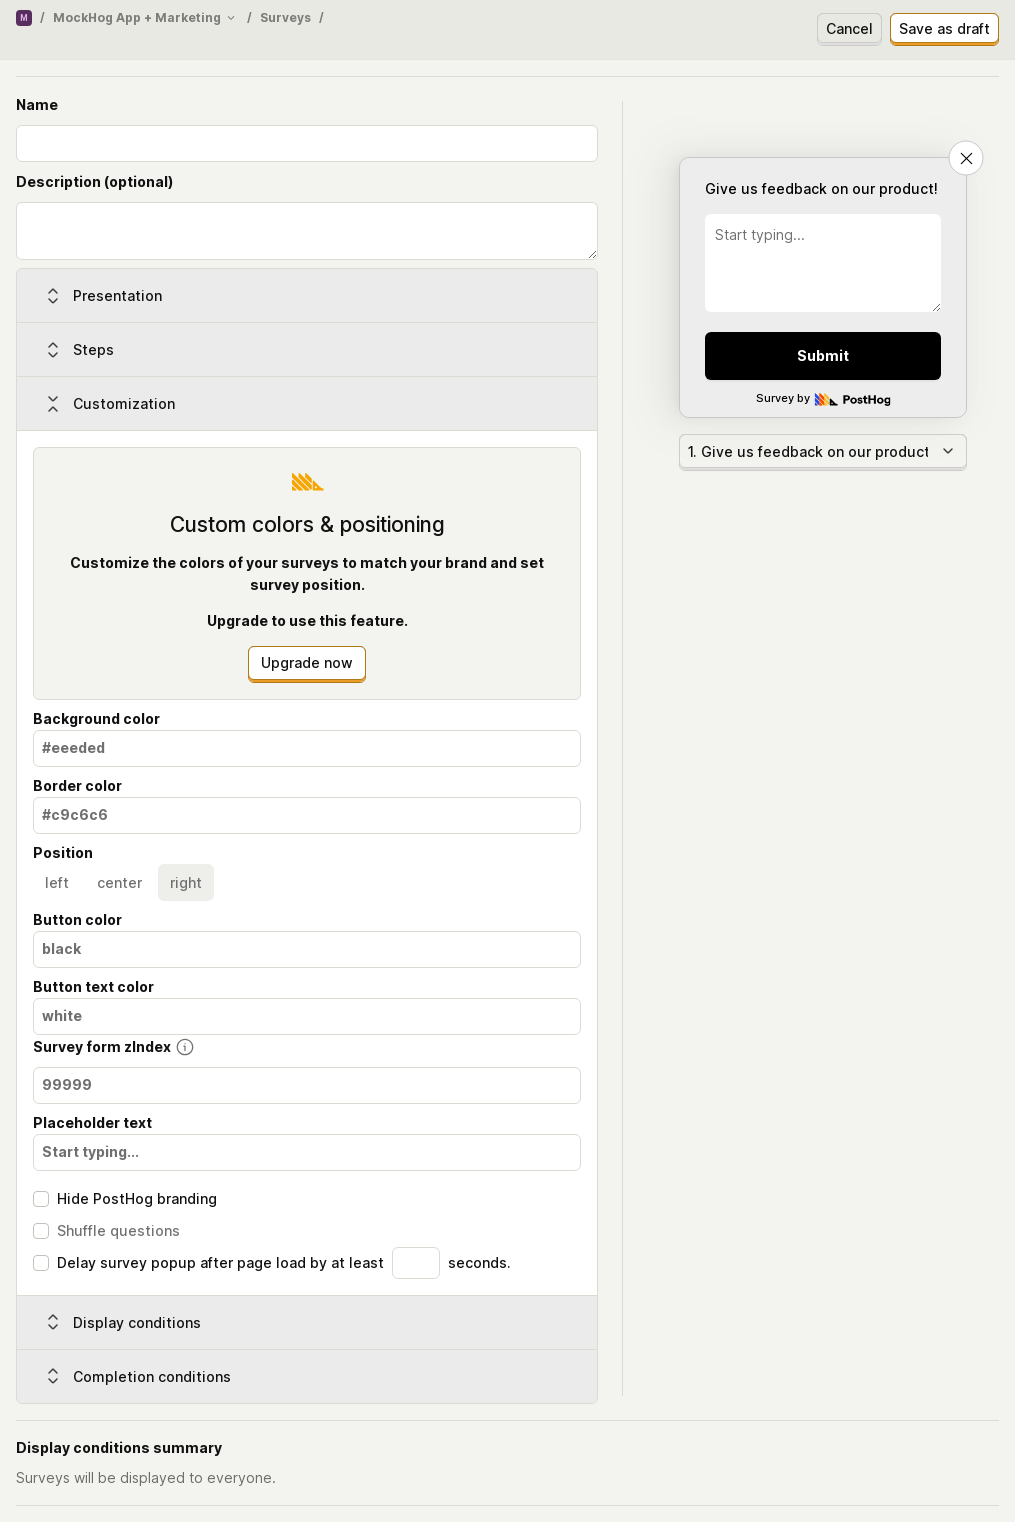 M / MockHog App + Marketing / Surveys /
Cancel
Save as draft
Name
Description (optional)
Presentation
Steps
Customization
Custom colors & positioning
Customize the colors of your surveys to match your brand and set
survey position.
Upgrade to use this feature.
Upgrade now
Background color
#eeeded
Border color
#c9c6c6
Position
left center right
Button color
black
Button text color
white
Survey form zIndex
99999
Placeholder text
Start typing...
Hide PostHog branding
Shuffle questions
Delay survey popup after page load by at least seconds.
Display conditions
Completion conditions
Give us feedback on our product!
Start typing...
Submit
Survey by PostHog
1. Give us feedback on our product
Display conditions summary
Surveys will be displayed to everyone.